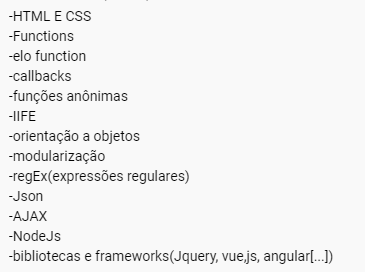 -HTML E CSS
-Functions
-elo function
-callbacks
-funções anônimas
-IIFE
-orientação a objetos
-modularização
-regEx(expressões regulares)
-Json
-AJAX
-NodeJs
-bibliotecas e frameworks(Jquery, vue,js, angular[...])